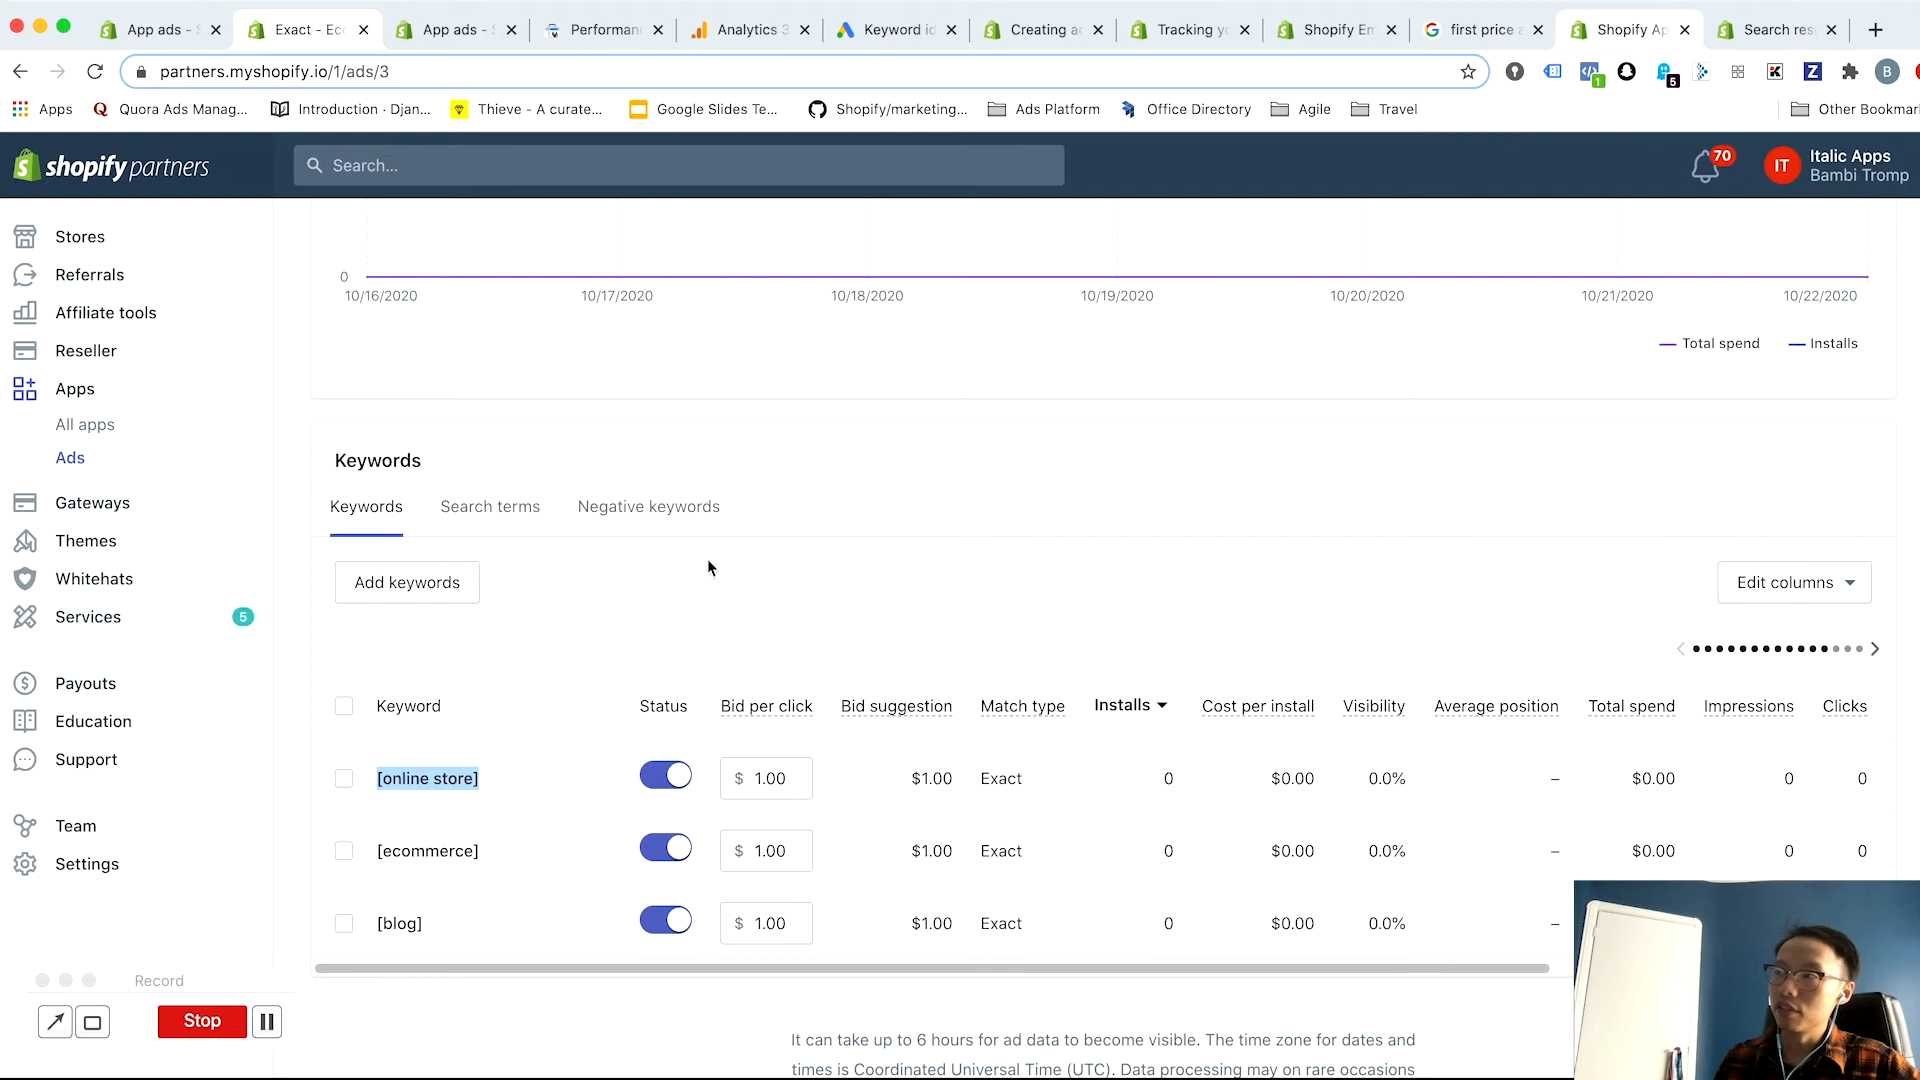 App ads - S
Exact - Eco
App ads - S
Performan
Analytics 3
Keyword id
Creating a
Tracking yo
Shopify Em
first price a
Shopify Ap
Search res
partners.myshopify.io/1/ads/3
1
5
B
Apps
Quora Ads Manag...
Introduction · Djan...
Thieve - A curate...
Google Slides Te...
Shopify/marketing...
Ads Platform
Office Directory
Agile
Travel
Other Bookmar
shopify partners
Search...
70
IT
Italic Apps
Bambi Tromp
Stores
Referrals
Affiliate tools
Reseller
Apps
All apps
Ads
Gateways
Themes
Whitehats
Services
5
Payouts
Education
Support
Team
Settings
Record
Stop
0
10/16/2020
10/17/2020
10/18/2020
10/19/2020
10/20/2020
10/21/2020
10/22/2020
Total spend
Installs
Keywords
Keywords
Search terms
Negative keywords
Add keywords
Edit columns
Keyword Status Bid per click Bid suggestion Match type Installs Cost per install Visibility Average position Total spend Impressions Clicks
[online store] $ 1.00 $1.00 Exact 0 $0.00 0.0% – $0.00 0 0
[ecommerce] $ 1.00 $1.00 Exact 0 $0.00 0.0% – $0.00 0 0
[blog] $ 1.00 $1.00 Exact 0 $0.00 0.0% –
It can take up to 6 hours for ad data to become visible. The time zone for dates and
times is Coordinated Universal Time (UTC). Data processing may on rare occasions